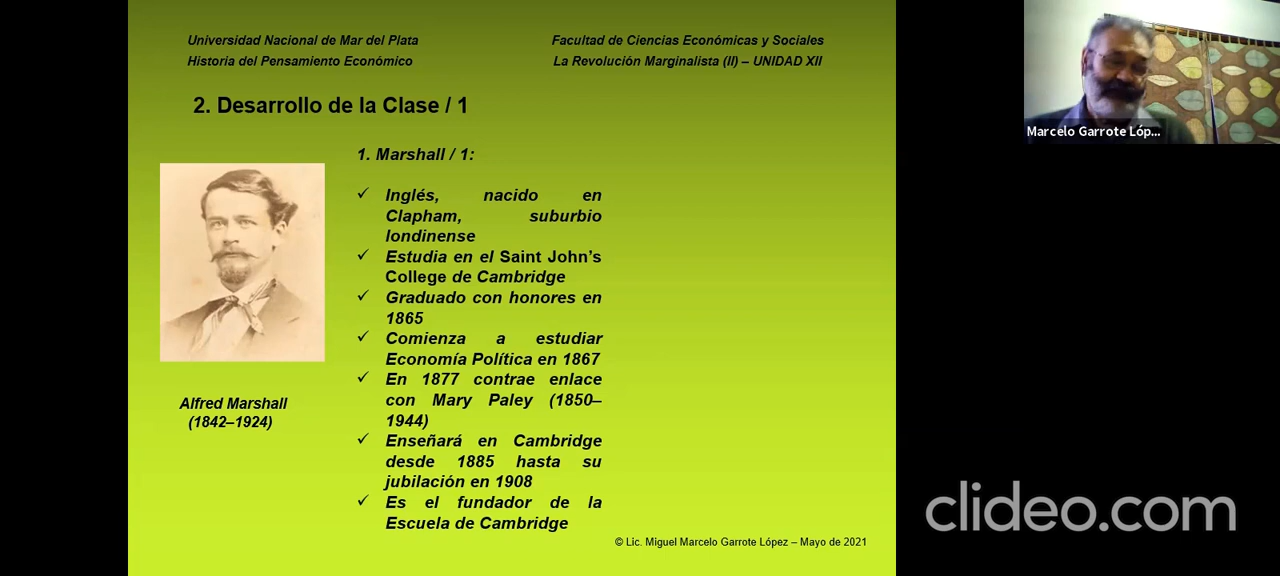 Universidad Nacional de Mar del Plata
Facultad de Ciencias Económicas y Sociales
Historia del Pensamiento Económico
La Revolución Marginalista (II) – UNIDAD XII
2. Desarrollo de la Clase / 1
1. Marshall / 1:
✓ Inglés, nacido en
Clapham, suburbio
londinense
✓ Estudia en el Saint John’s
College de Cambridge
✓ Graduado con honores en
1865
✓ Comienza a estudiar
Economía Política en 1867
✓ En 1877 contrae enlace
con Mary Paley (1850–
1944)
✓ Enseñará en Cambridge
desde 1885 hasta su
jubilación en 1908
✓ Es el fundador de la
Escuela de Cambridge
Alfred Marshall
(1842–1924)
© Lic. Miguel Marcelo Garrote López – Mayo de 2021
Marcelo Garrote Lóp...
clideo.com